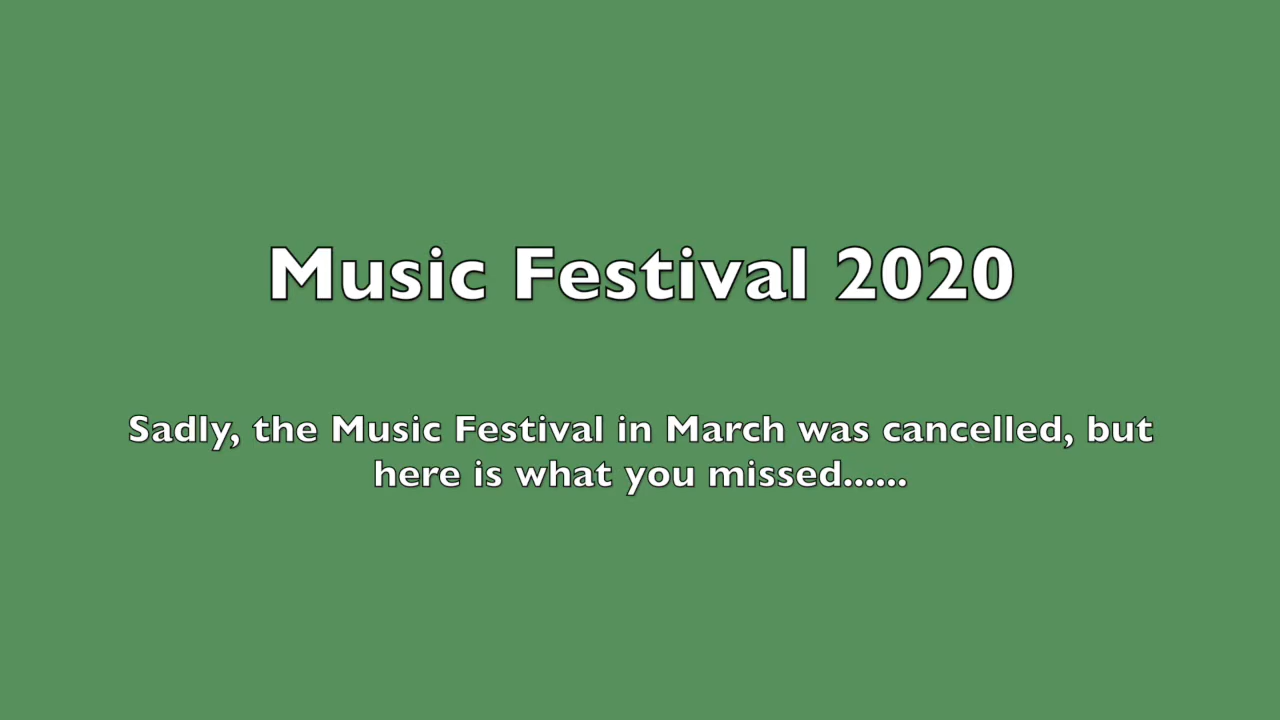 Music Festival 2020
Sadly, the Music Festival in March was cancelled, but
here is what you missed......